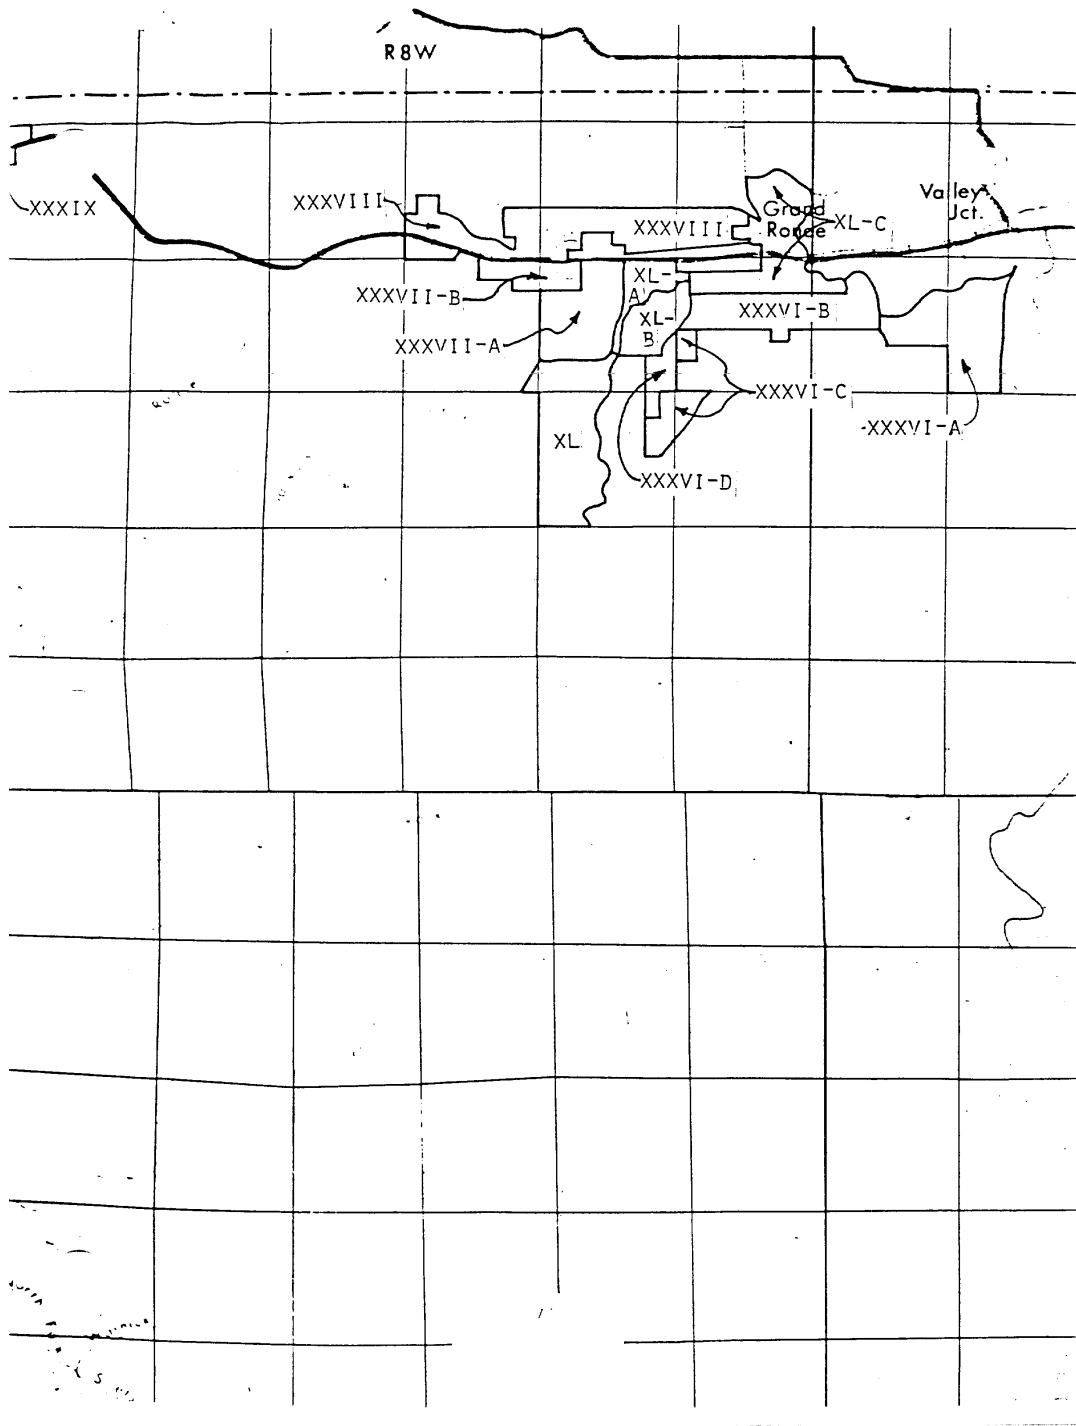 R8W
XXXIX
XXXVIII
XXXVIII
Grand
Ronde
XL-C
Valley
Jct.
XXXVII-B
XL-
A
XL-
B
XXXVI-B
XXXVII-A
XXXVI-C
XXXVI-A
XL
XXXVI-D